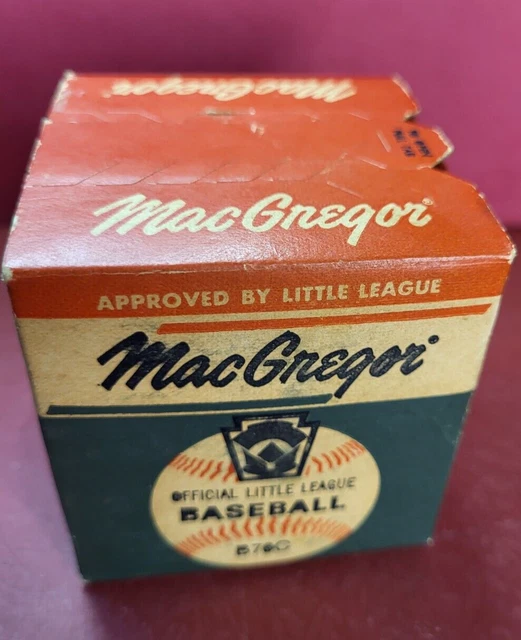 MacGregor
MacGregor®
APPROVED BY LITTLE LEAGUE
MacGregor®
OFFICIAL LITTLE LEAGUE
BASEBALL